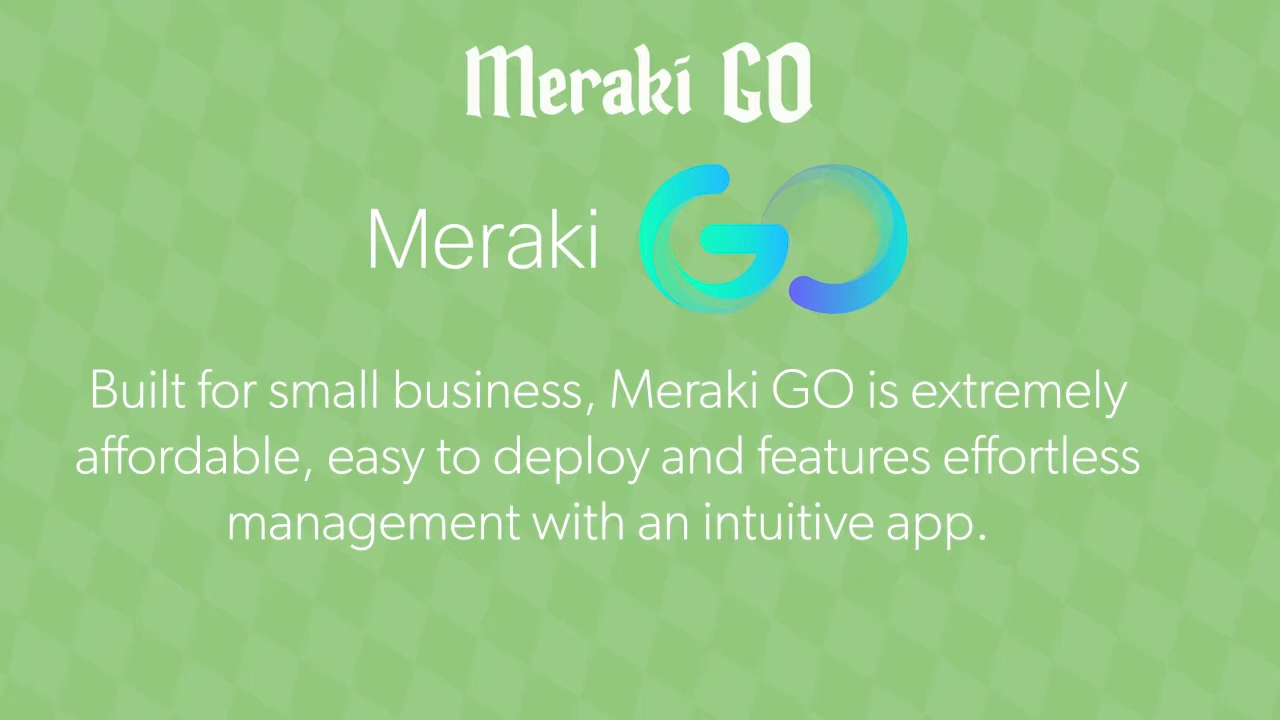 Meraki GO
Meraki GO
Built for small business, Meraki GO is extremely
affordable, easy to deploy and features effortless
management with an intuitive app.